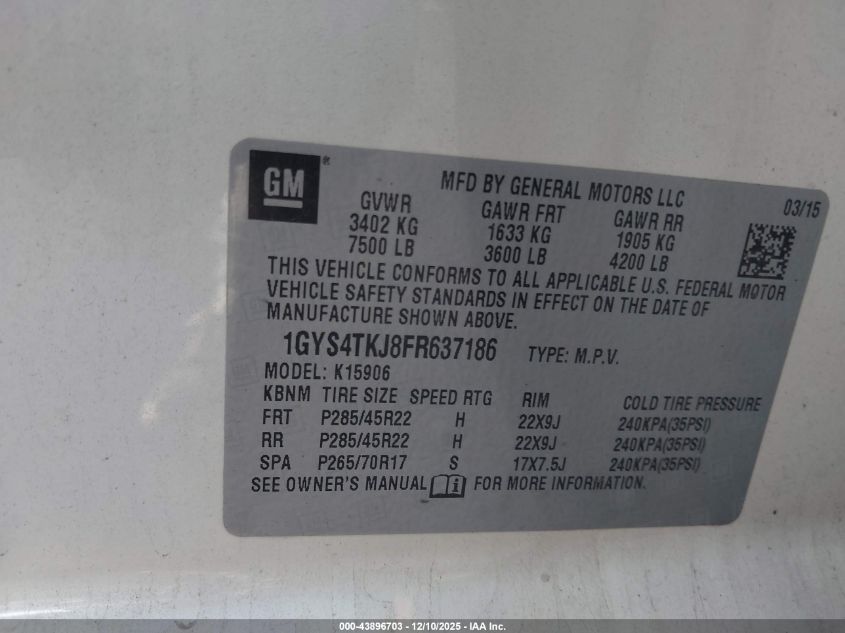 GM ®
MFD BY GENERAL MOTORS LLC 03/15
GVWR GAWR FRT GAWR RR
3402 KG 1633 KG 1905 KG
7500 LB 3600 LB 4200 LB
THIS VEHICLE CONFORMS TO ALL APPLICABLE U.S. FEDERAL MOTOR
VEHICLE SAFETY STANDARDS IN EFFECT ON THE DATE OF
MANUFACTURE SHOWN ABOVE.
1GYS4TKJ8FR637186 TYPE: M.P.V.
MODEL: K15906
KBNM TIRE SIZE SPEED RTG RIM COLD TIRE PRESSURE
FRT P285/45R22 H 22X9J 240KPA(35PSI)
RR P285/45R22 H 22X9J 240KPA(35PSI)
SPA P265/70R17 S 17X7.5J 240KPA(35PSI)
SEE OWNER'S MANUAL i FOR MORE INFORMATION.
000-43896703 - 12/10/2025 - IAA Inc.